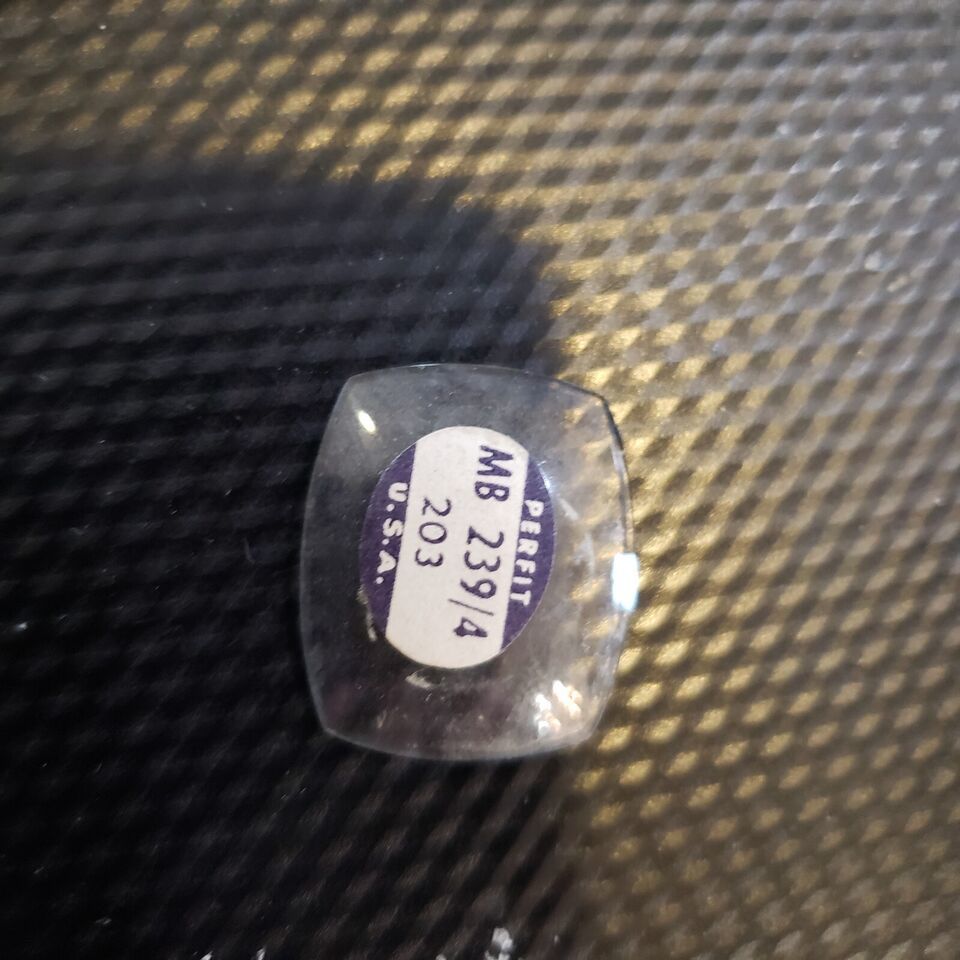 PERFIT
MB 239/4
203
U.S.A.